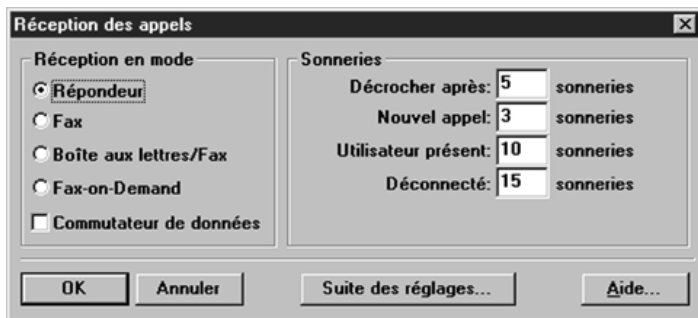 Réception des appels
Réception en mode
Répondeur
Fax
Boîte aux lettres/Fax
Fax-on-Demand
Commutateur de données
Sonneries
Décrocher après: 5 sonneries
Nouvel appel: 3 sonneries
Utilisateur présent: 10 sonneries
Déconnecté: 15 sonneries
OK
Annuler
Suite des réglages...
Aide...